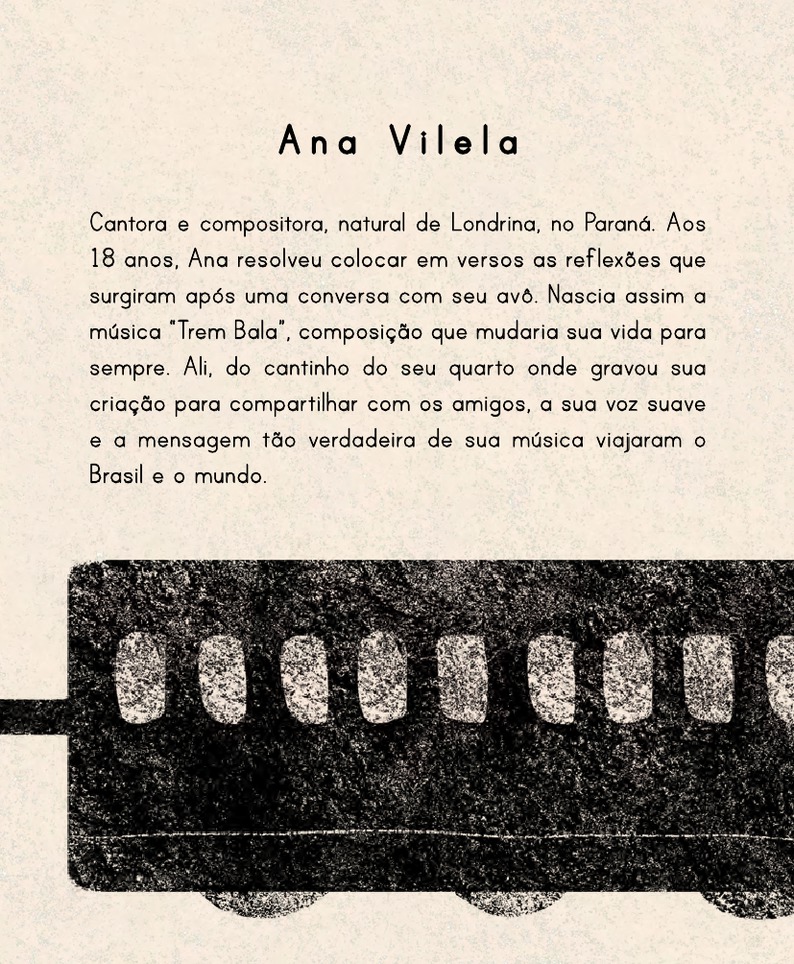 Ana Vilela
Cantora e compositora, natural de Londrina, no Paraná. Aos
18 anos, Ana resolveu colocar em versos as reflexões que
surgiram após uma conversa com seu avô. Nascia assim a
música “Trem Bala”, composição que mudaria sua vida para
sempre. Ali, do cantinho do seu quarto onde gravou sua
criação para compartilhar com os amigos, a sua voz suave
e a mensagem tão verdadeira de sua música viajaram o
Brasil e o mundo.